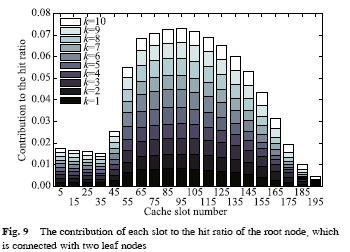 0.08
0.07
0.06
0.05
0.04
0.03
0.02
0.01
0.00
Contribution to the hit ratio
k=10
k=9
k=8
k=7
k=6
k=5
k=4
k=3
k=2
k=1
5 25 45 65 85 105 125 145 165 185
15 35 55 75 95 115 135 155 175 195
Cache slot number
Fig. 9 The contribution of each slot to the hit ratio of the root node, which
is connected with two leaf nodes